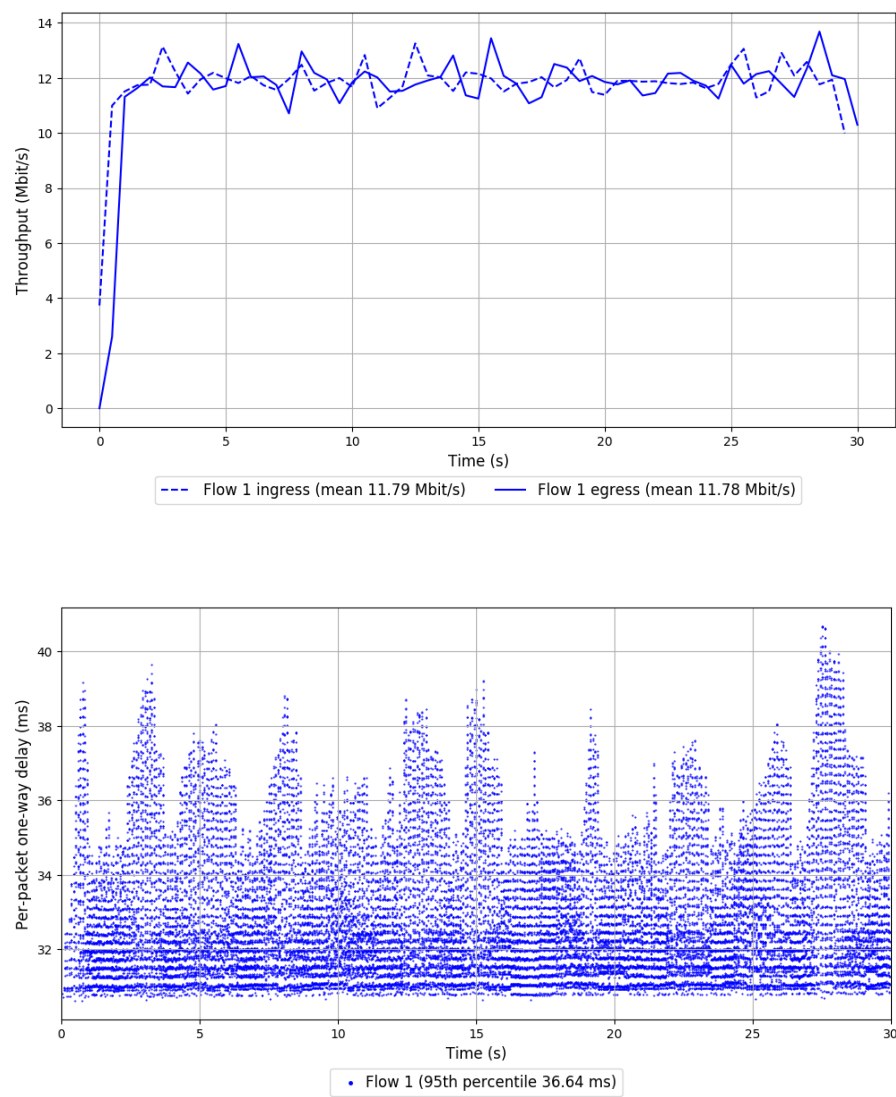 14
12
10
8
6
4
2
0
Throughput (Mbit/s)
0 5 10 15 20 25 30
Time (s)
Flow 1 ingress (mean 11.79 Mbit/s) Flow 1 egress (mean 11.78 Mbit/s)
40
38
36
34
32
Per-packet one-way delay (ms)
0 5 10 15 20 25 30
Time (s)
Flow 1 (95th percentile 36.64 ms)